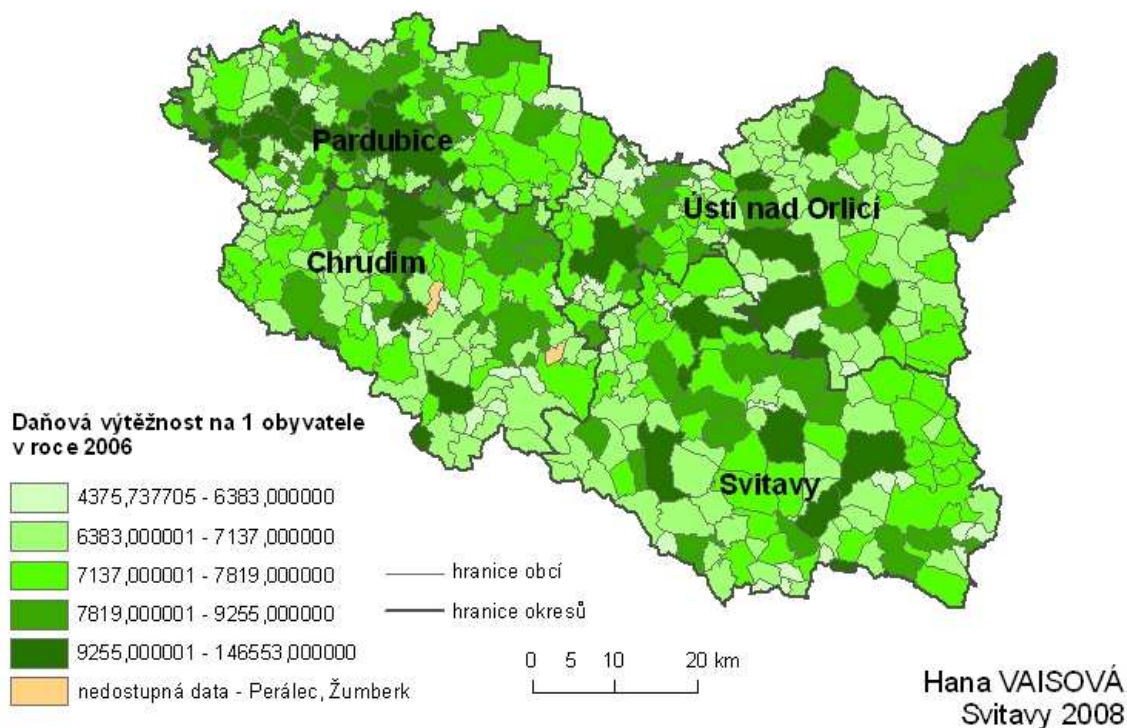 Pardubice
Ústí nad Orlicí
Chrudim
Svitavy
Daňová výtěžnost na 1 obyvatele
v roce 2006
4375,737705 - 6383,000000
6383,000001 - 7137,000000
7137,000001 - 7819,000000
7819,000001 - 9255,000000
9255,000001 - 146553,000000
nedostupná data - Perálec, Žumberk
hranice obcí
hranice okresů
0 5 10 20 km
Hana VAISOVÁ
Svitavy 2008